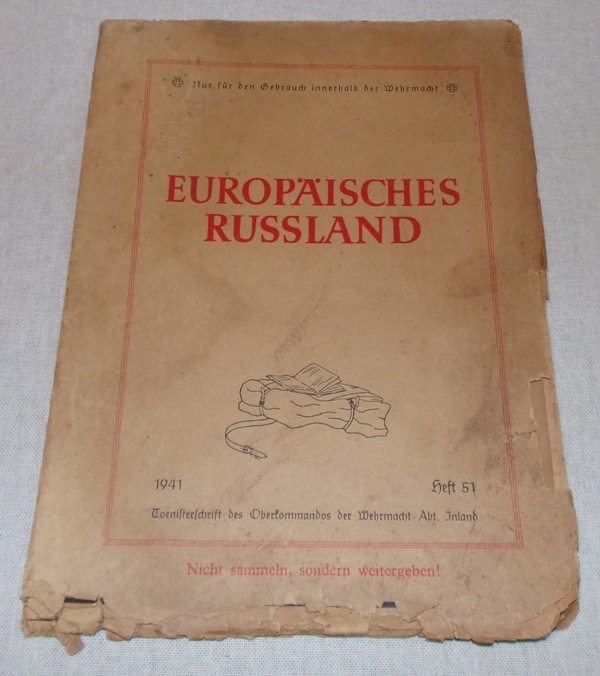 Nur für den Gebrauch innerhalb der Wehrmacht
EUROPÄISCHES
RUSSLAND
1941 Heft 51
Tornisterschrift des Oberkommandos der Wehrmacht Abt. Inland
Nicht sammeln, sondern weitergeben!